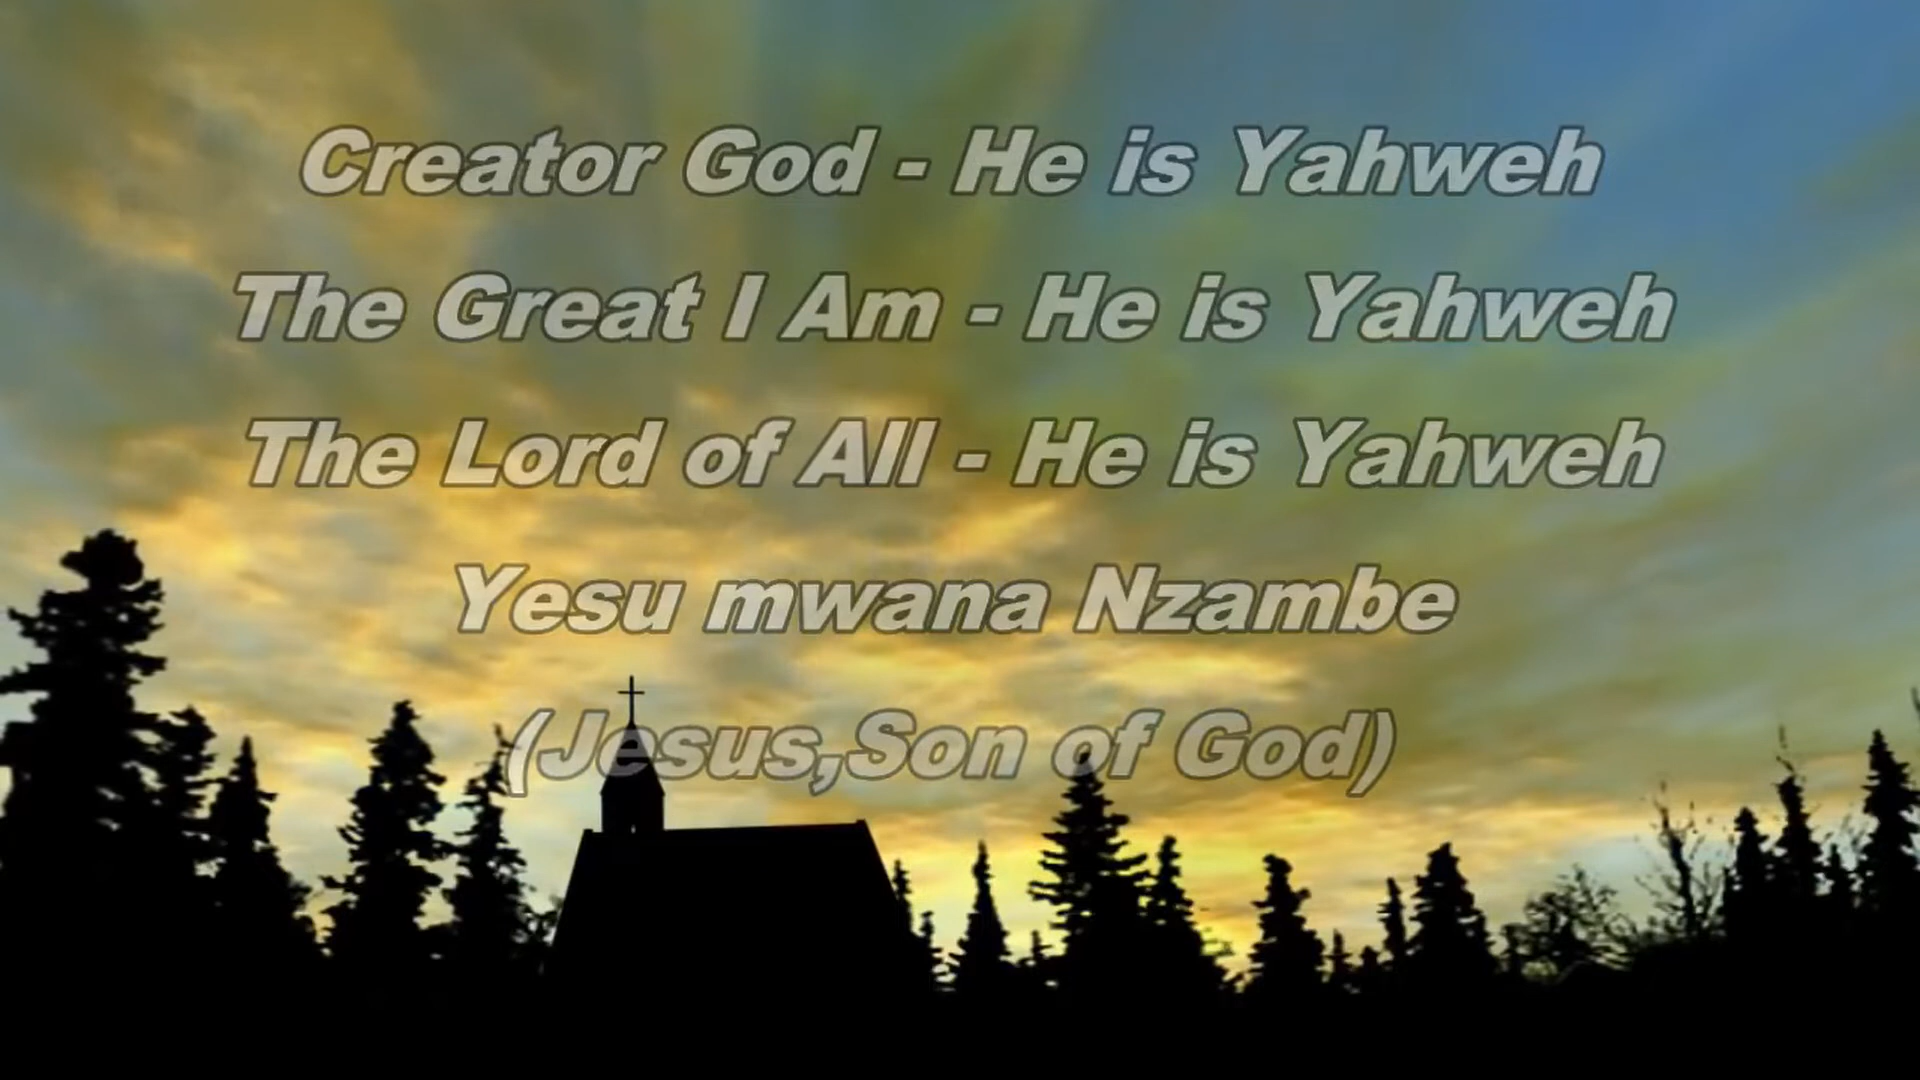 Creator God - He is Yahweh
The Great I Am - He is Yahweh
The Lord of All - He is Yahweh
Yesu mwana Nzambe
(Jesus,Son of God)